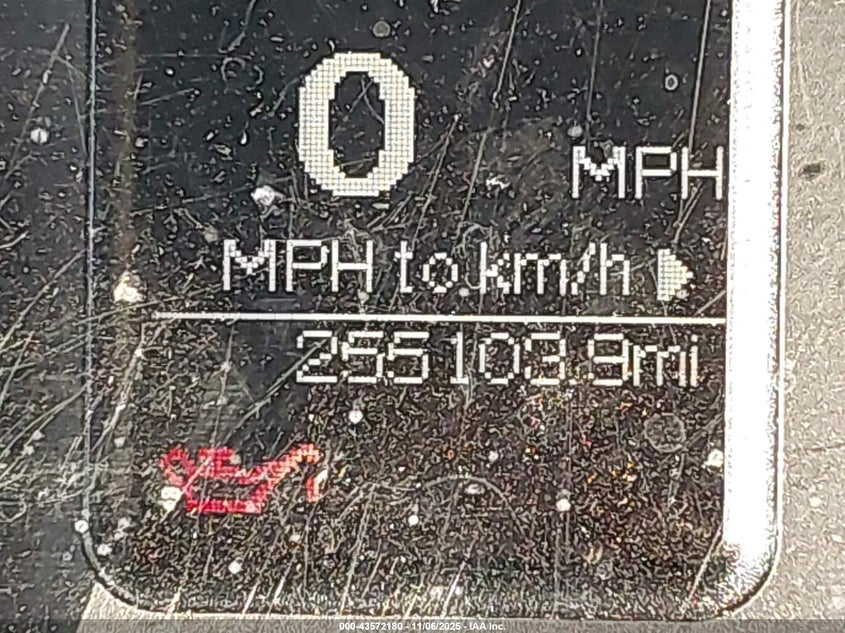 0
MPH
MPH to km/h
255103.9mi
000-43572180 - 11/06/2025 - IAA Inc.